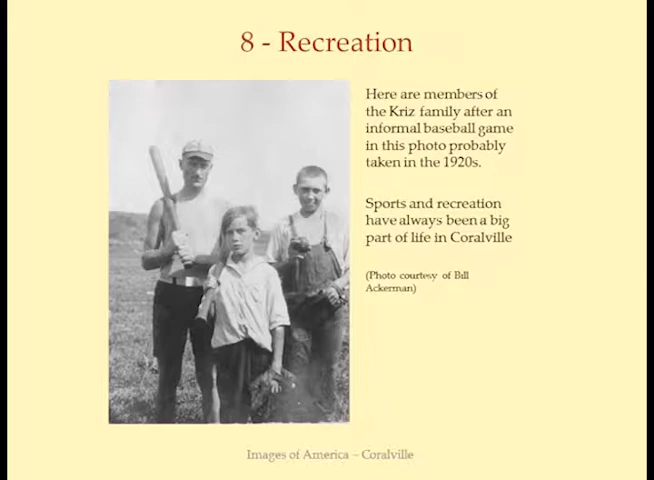 8 - Recreation
Here are members of
the Kriz family after an
informal baseball game
in this photo probably
taken in the 1920s.
Sports and recreation
have always been a big
part of life in Coralville
(Photo courtesy of Bill
Ackerman)
Images of America – Coralville